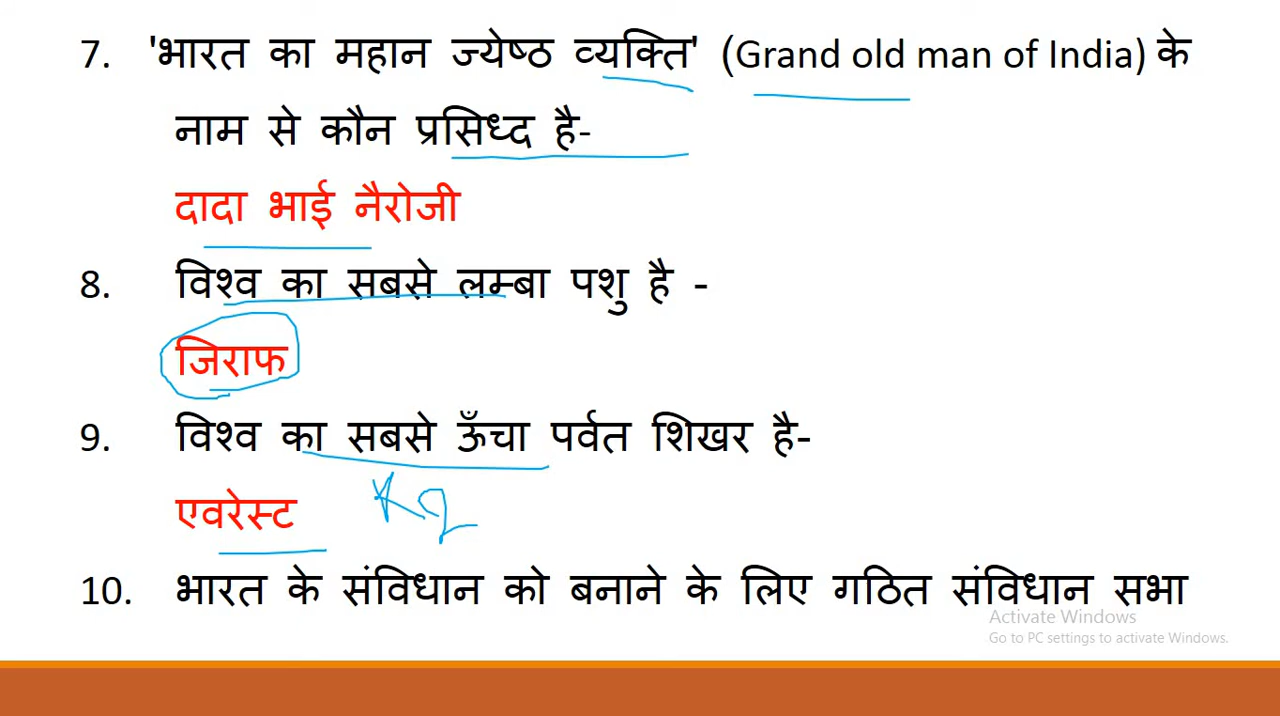 7. 'भारत का महान ज्येष्ठ व्यक्ति' (Grand old man of India) के
नाम से कौन प्रसिध्द है-
दादा भाई नैरोजी
8. विश्व का सबसे लम्बा पशु है -
जिराफ
9. विश्व का सबसे ऊँचा पर्वत शिखर है-
एवरेस्ट K2
10. भारत के संविधान को बनाने के लिए गठित संविधान सभा
Activate Windows
Go to PC settings to activate Windows.